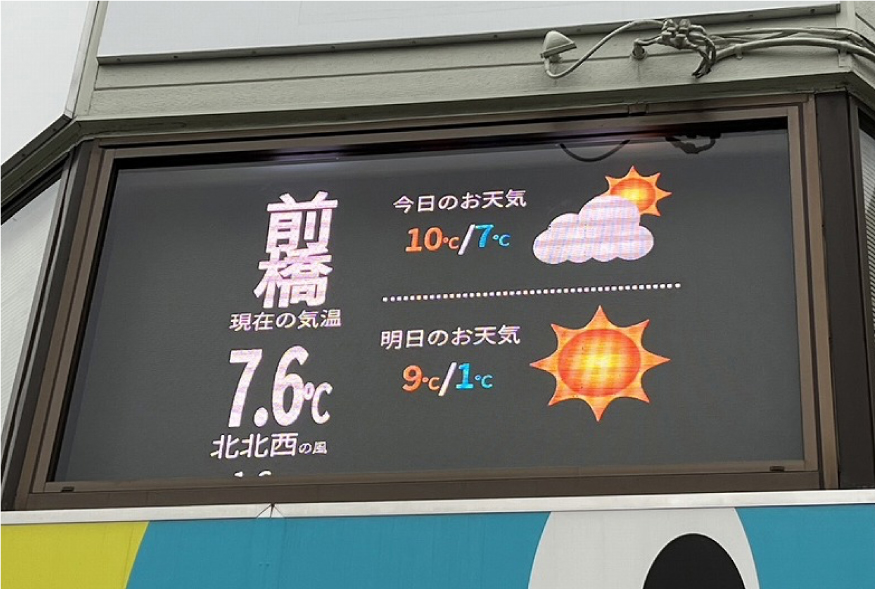 前橋
現在の気温
7.6℃
北北西の風
今日のお天気
10℃/7℃
明日のお天気
9℃/1℃